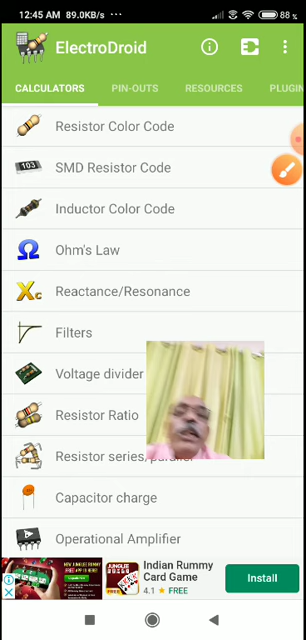 12:45 AM 89.0KB/s ··· 88%
ElectroDroid
CALCULATORS PIN-OUTS RESOURCES PLUGIN
Resistor Color Code
103 SMD Resistor Code
Inductor Color Code
Ω Ohm's Law
Xc Reactance/Resonance
Filters
Voltage divider
Resistor Ratio
Resistor series/parallel
Capacitor charge
Operational Amplifier
Indian Rummy
Card Game
4.1 ★ FREE
Install